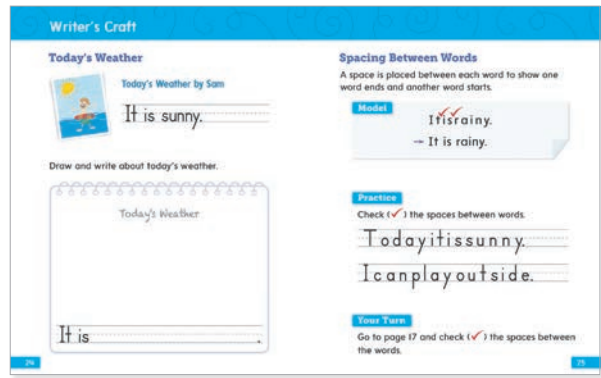 Writer's Craft
Today's Weather
Today's Weather by Sam
It is sunny.
Draw and write about today's weather.
Today's Weather
It is .
24
Spacing Between Words
A space is placed between each word to show one
word ends and another word starts.
Model
Itisrainy.
→ It is rainy.
Practice
Check (✓) the spaces between words.
Todayitissunny.
Icanplayoutside.
Your Turn
Go to page 17 and check (✓) the spaces between
the words.
25